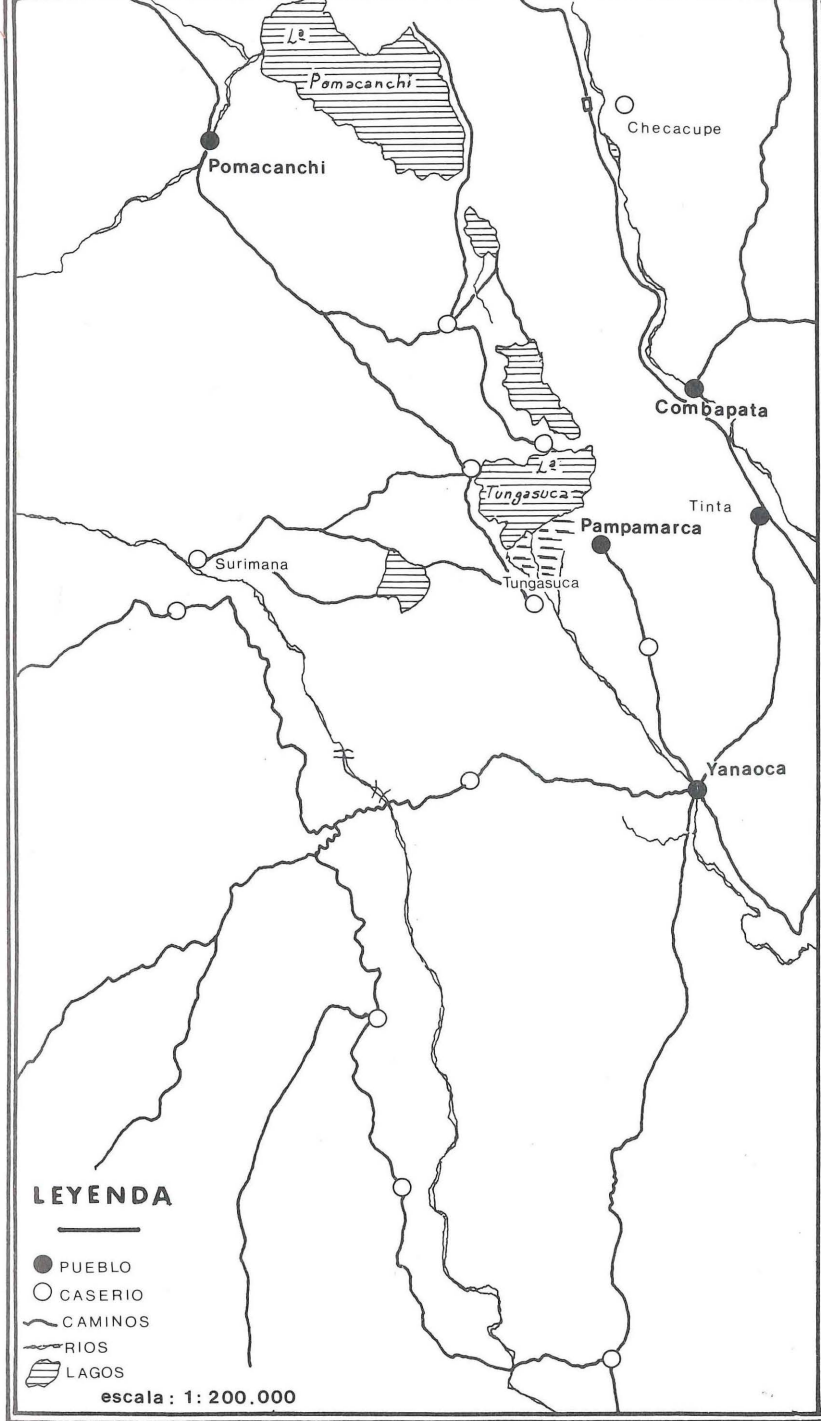 Lª
Pomacanchi
Checacupe
Pomacanchi
Combapata
Lª
Tungasuca
Tinta
Pampamarca
Surimana
Tungasuca
Yanaoca
LEYENDA
PUEBLO
CASERIO
CAMINOS
RIOS
LAGOS
escala: 1:200.000